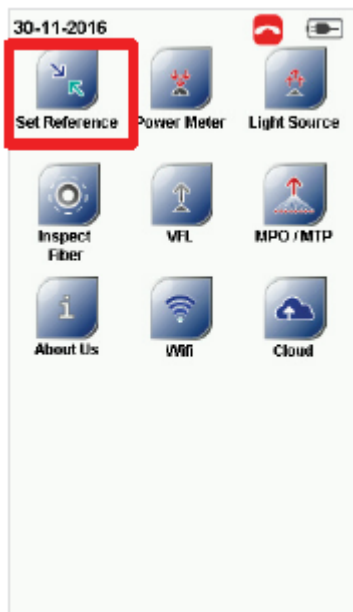 30-11-2016
Set Reference Power Meter Light Source
Inspect Fiber VFL MPO / MTP
About Us Wifi Cloud